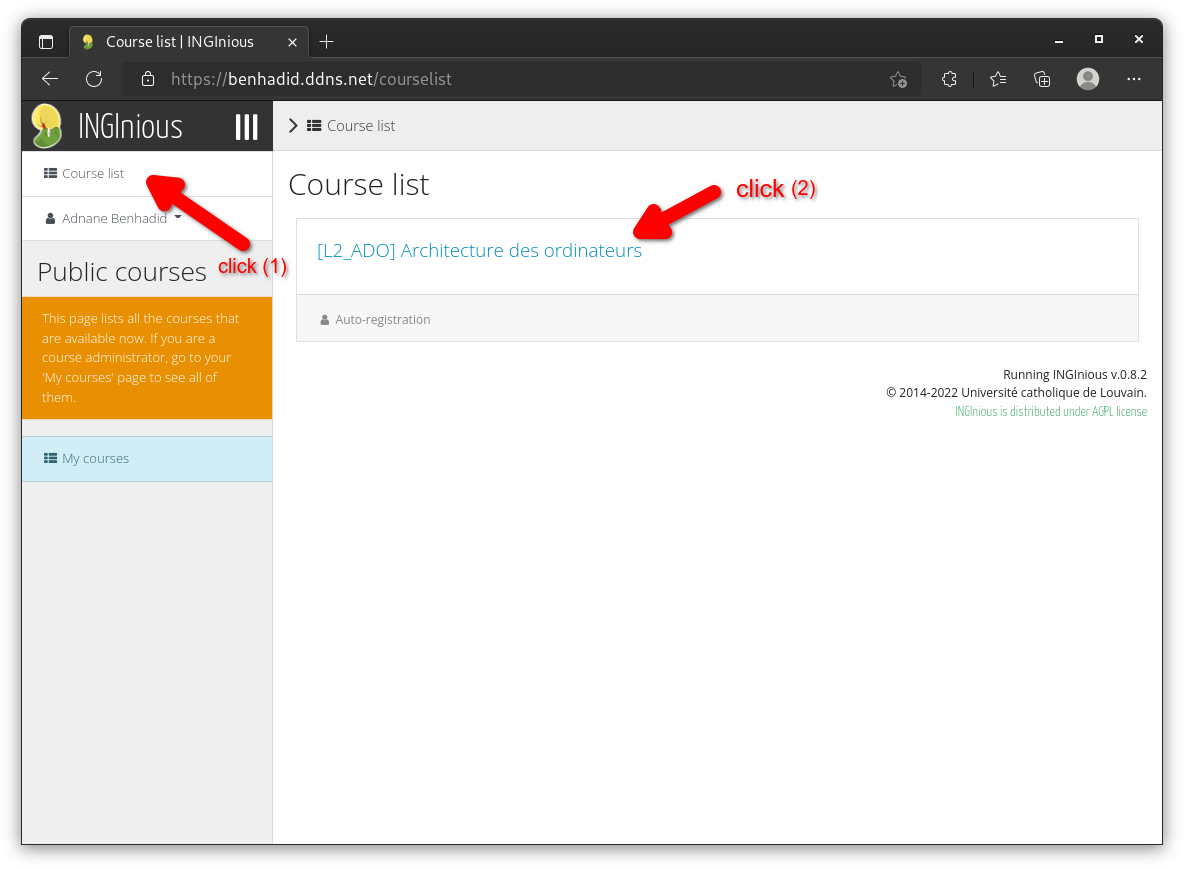 Course list | INGInious
https://benhadid.ddns.net/courselist
INGInious
Course list
Course list
Adnane Benhadid
Public courses
click (1)
This page lists all the courses that
are available now. If you are a
course administrator, go to your
'My courses' page to see all of
them.
My courses
Course list
click (2)
[L2_ADO] Architecture des ordinateurs
Auto-registration
Running INGInious v.0.8.2
© 2014-2022 Université catholique de Louvain.
INGInious is distributed under AGPL license